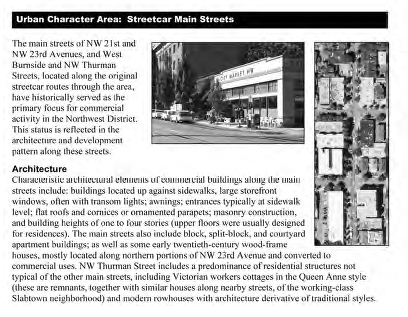 Urban Character Area: Streetcar Main Streets
The main streets of NW 21st and
NW 23rd Avenues, and West
Burnside and NW Thurman
Streets, located along the original
streetcar routes through the area,
have historically served as the
primary focus for commercial
activity in the Northwest District.
This status is reflected in the
architecture and development
pattern along these streets.
CITY MARKET NW
Architecture
Characteristic architectural elements of commercial buildings along the main
streets include: buildings located up against sidewalks, large storefront
windows, often with transom lights; awnings; entrances typically at sidewalk
level; flat roofs and cornices or ornamented parapets; masonry construction,
and building heights of one to four stories (upper floors were usually designed
for residences). The main streets also include block, split-block, and courtyard
apartment buildings; as well as some early twentieth-century wood-frame
houses, mostly located along northern portions of NW 23rd Avenue and converted to
commercial uses. NW Thurman Street includes a predominance of residential structures not
typical of the other main streets, including Victorian workers cottages in the Queen Anne style
(these are remnants, together with similar houses along nearby streets, of the working-class
Slabtown neighborhood) and modern rowhouses with architecture derivative of traditional styles.